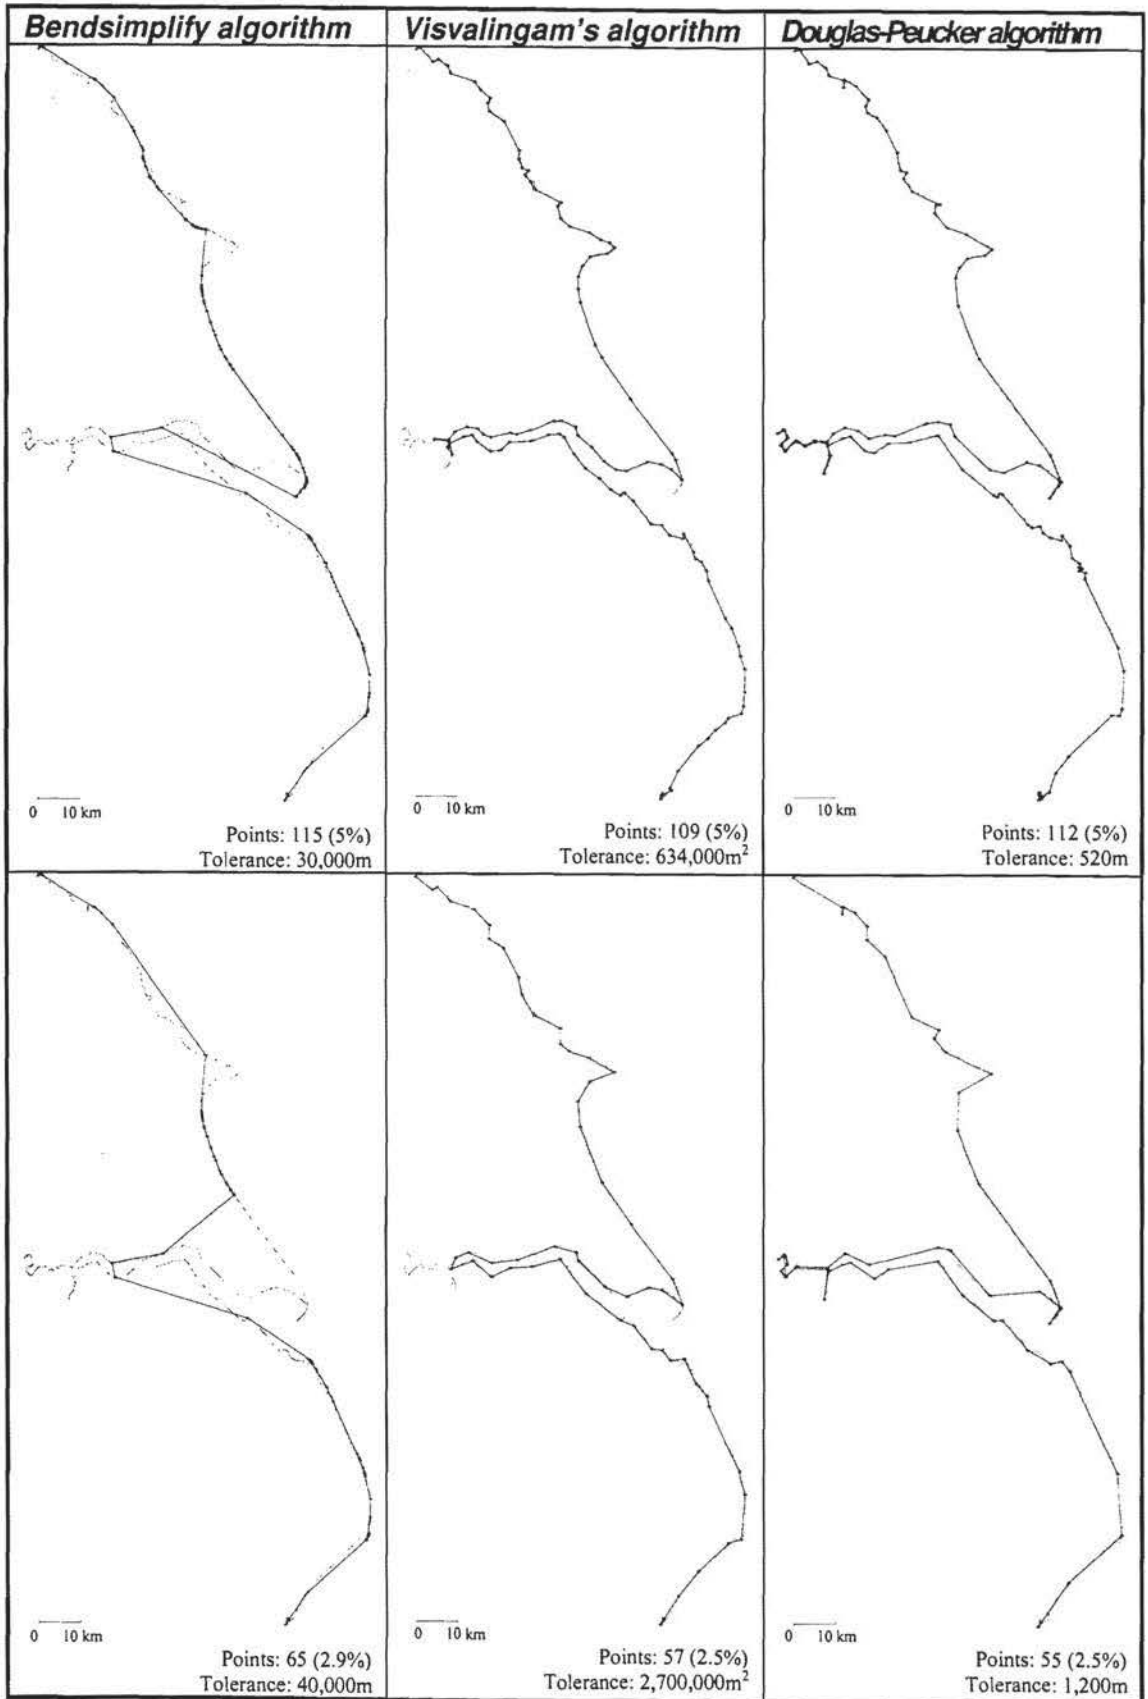 Bendsimplify algorithm
Visvalingam's algorithm
Douglas-Peucker algorithm
0 10 km
Points: 115 (5%)
Tolerance: 30,000m
0 10 km
Points: 109 (5%)
Tolerance: 634,000m²
0 10 km
Points: 112 (5%)
Tolerance: 520m
0 10 km
Points: 65 (2.9%)
Tolerance: 40,000m
0 10 km
Points: 57 (2.5%)
Tolerance: 2,700,000m²
0 10 km
Points: 55 (2.5%)
Tolerance: 1,200m